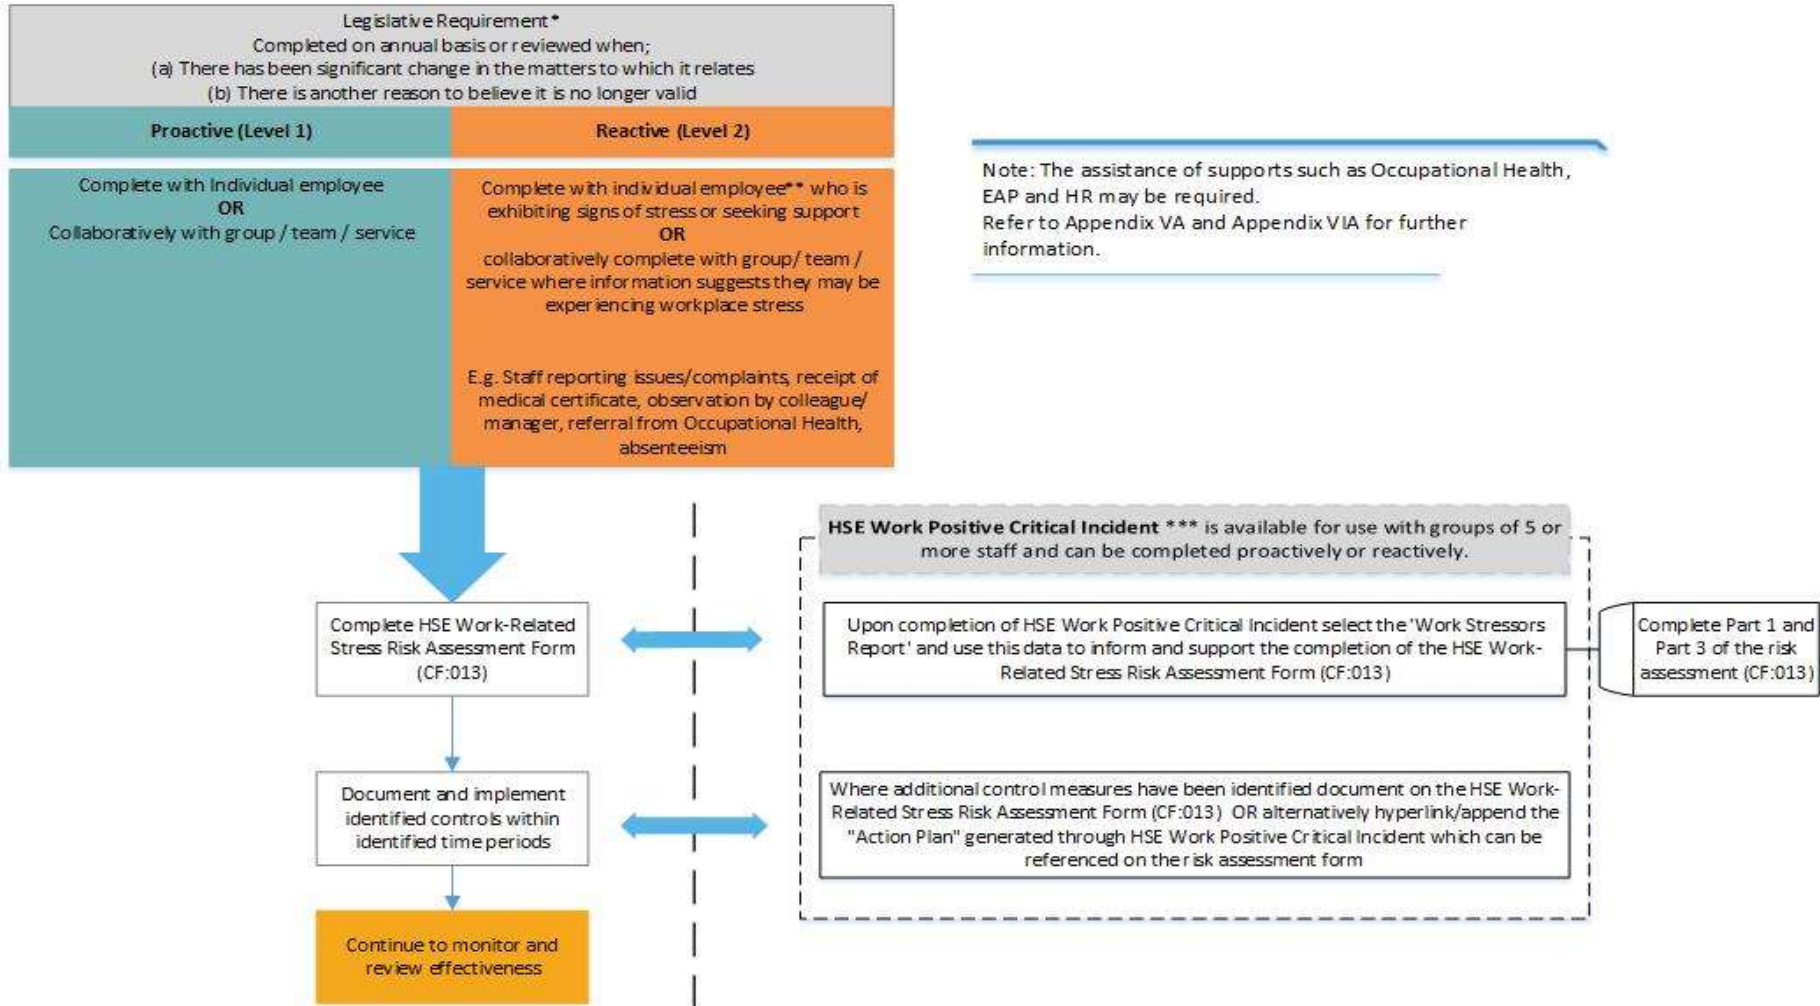 Legislative Requirement*
Completed on annual basis or reviewed when;
(a) There has been significant change in the matters to which it relates
(b) There is another reason to believe it is no longer valid
Proactive (Level 1)
Reactive (Level 2)
Complete with Individual employee
OR
Collaboratively with group / team / service
Complete with individual employee** who is
exhibiting signs of stress or seeking support
OR
collaboratively complete with group/ team /
service where information suggests they may be
experiencing workplace stress
E.g. Staff reporting issues/complaints, receipt of
medical certificate, observation by colleague/
manager, referral from Occupational Health,
absenteeism
Note: The assistance of supports such as Occupational Health,
EAP and HR may be required.
Refer to Appendix VA and Appendix VIA for further
information.
HSE Work Positive Critical Incident *** is available for use with groups of 5 or
more staff and can be completed proactively or reactively.
Complete HSE Work-Related
Stress Risk Assessment Form
(CF:013)
Upon completion of HSE Work Positive Critical Incident select the 'Work Stressors
Report' and use this data to inform and support the completion of the HSE Work-
Related Stress Risk Assessment Form (CF:013)
Complete Part 1 and
Part 3 of the risk
assessment (CF:013)
Document and implement
identified controls within
identified time periods
Where additional control measures have been identified document on the HSE Work-
Related Stress Risk Assessment Form (CF:013) OR alternatively hyperlink/append the
"Action Plan" generated through HSE Work Positive Critical Incident which can be
referenced on the risk assessment form
Continue to monitor and
review effectiveness